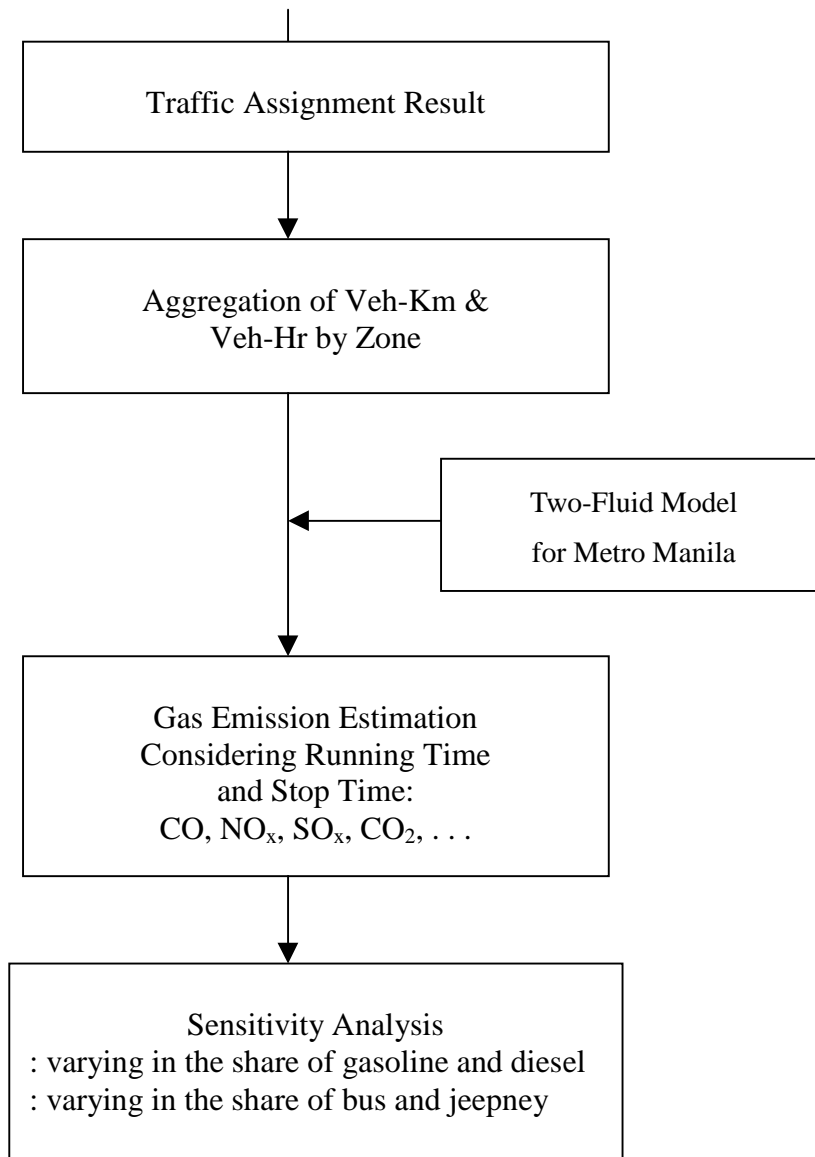 Traffic Assignment Result
Aggregation of Veh-Km &
Veh-Hr by Zone
Two-Fluid Model
for Metro Manila
Gas Emission Estimation
Considering Running Time
and Stop Time:
CO, NOₓ, SOₓ, CO₂, . . .
Sensitivity Analysis
: varying in the share of gasoline and diesel
: varying in the share of bus and jeepney